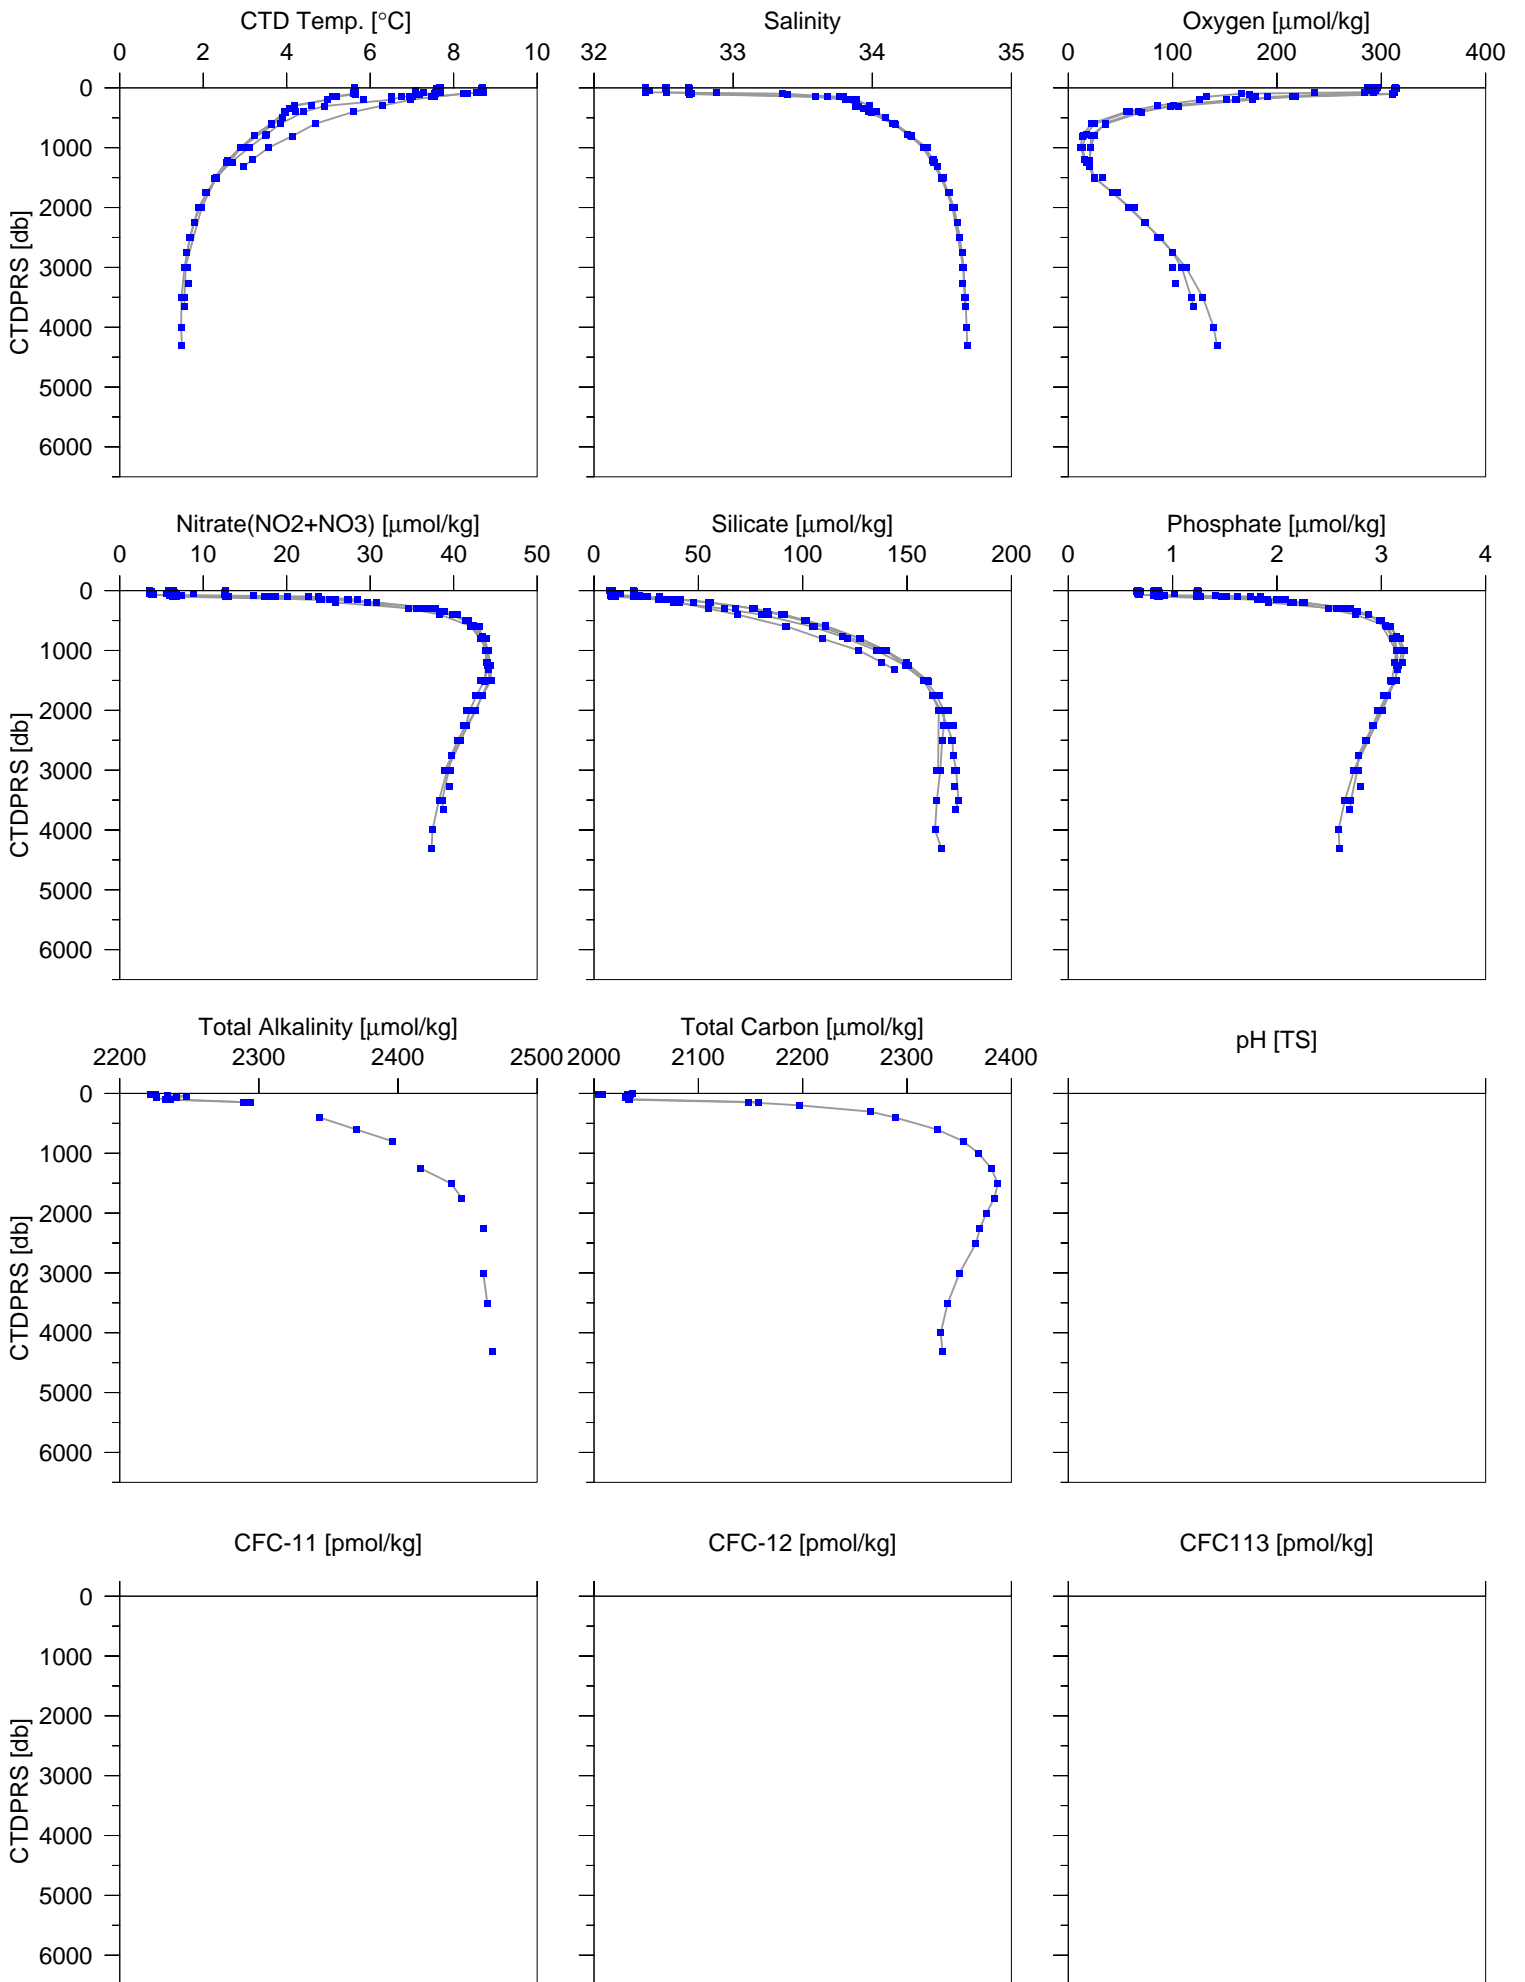 CTD Temp. [°C] Salinity Oxygen [μmol/kg]
0 2 4 6 8 10 32 33 34 35 0 100 200 300 400
0
1000
2000
3000
4000
5000
6000
CTDPRS [db]
Nitrate(NO2+NO3) [μmol/kg] Silicate [μmol/kg] Phosphate [μmol/kg]
0 10 20 30 40 50 0 50 100 150 200 0 1 2 3 4
0
1000
2000
3000
4000
5000
6000
CTDPRS [db]
Total Alkalinity [μmol/kg] Total Carbon [μmol/kg] pH [TS]
2200 2300 2400 2500 2000 2100 2200 2300 2400
0
1000
2000
3000
4000
5000
6000
CTDPRS [db]
CFC-11 [pmol/kg] CFC-12 [pmol/kg] CFC113 [pmol/kg]
0
1000
2000
3000
4000
5000
6000
CTDPRS [db]